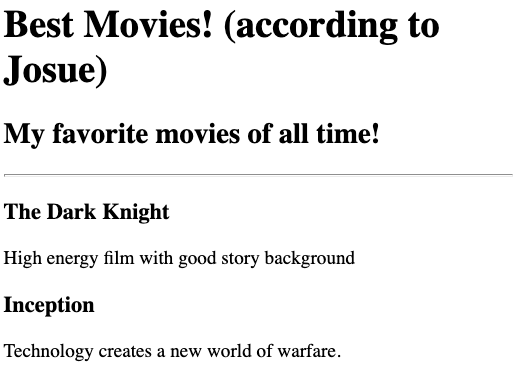 Best Movies! (according to
Josue)
My favorite movies of all time!
The Dark Knight
High energy film with good story background
Inception
Technology creates a new world of warfare.